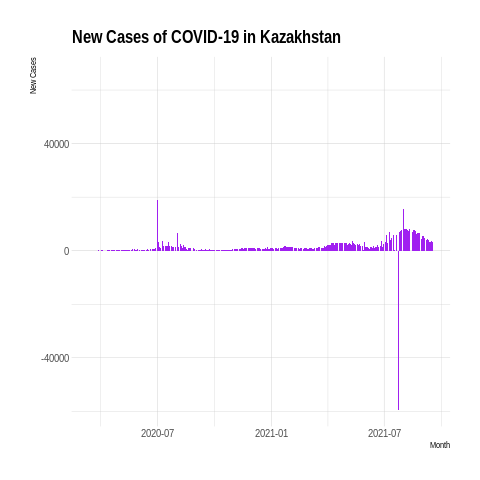 New Cases of COVID-19 in Kazakhstan
New Cases
40000
0
-40000
2020-07
2021-01
2021-07
Month